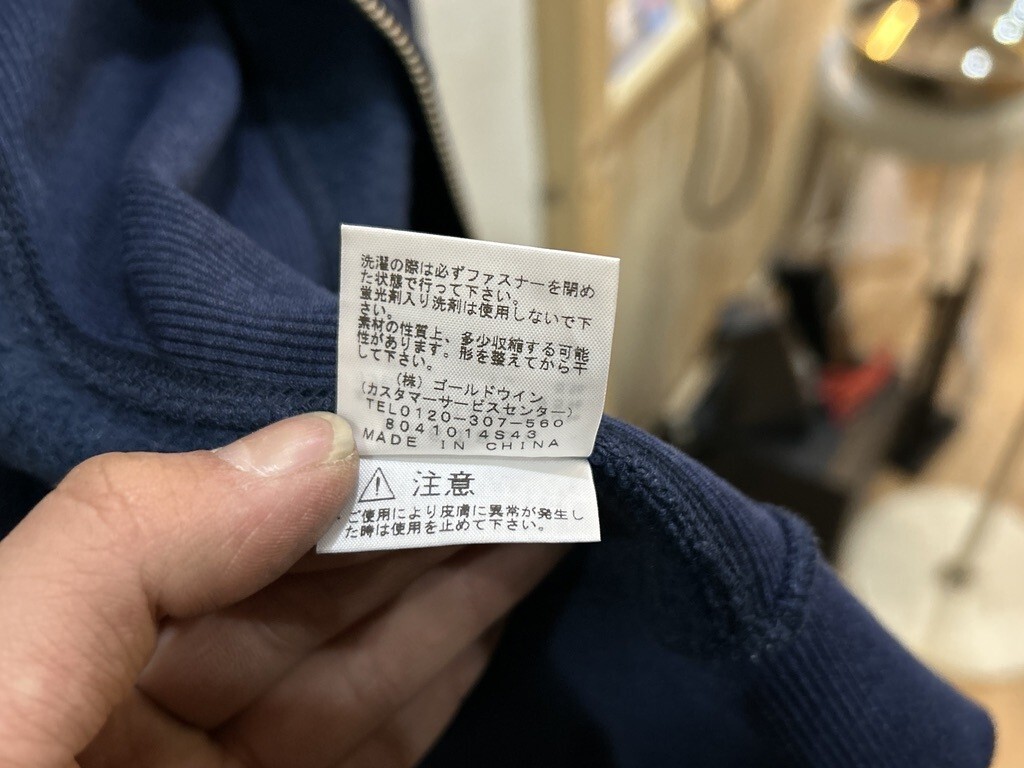 洗濯の際は必ずファスナーを閉め
た状態で行って下さい。
蛍光剤入り洗剤は使用しないで下
さい。
素材の性質上、多少収縮する可能
性があります。形を整えてから干
して下さい。
(株)ゴールドウイン
(カスタマーサービスセンター)
TEL0120-307-560
8041014S43
MADE IN CHINA
⚠ 注意
ご使用により皮膚に異常が発生し
た時は使用を止めて下さい。